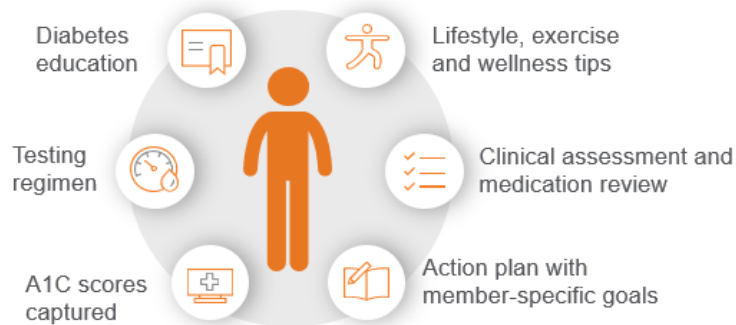 Diabetes
education
Lifestyle, exercise
and wellness tips
Testing
regimen
Clinical assessment and
medication review
A1C scores
captured
Action plan with
member-specific goals